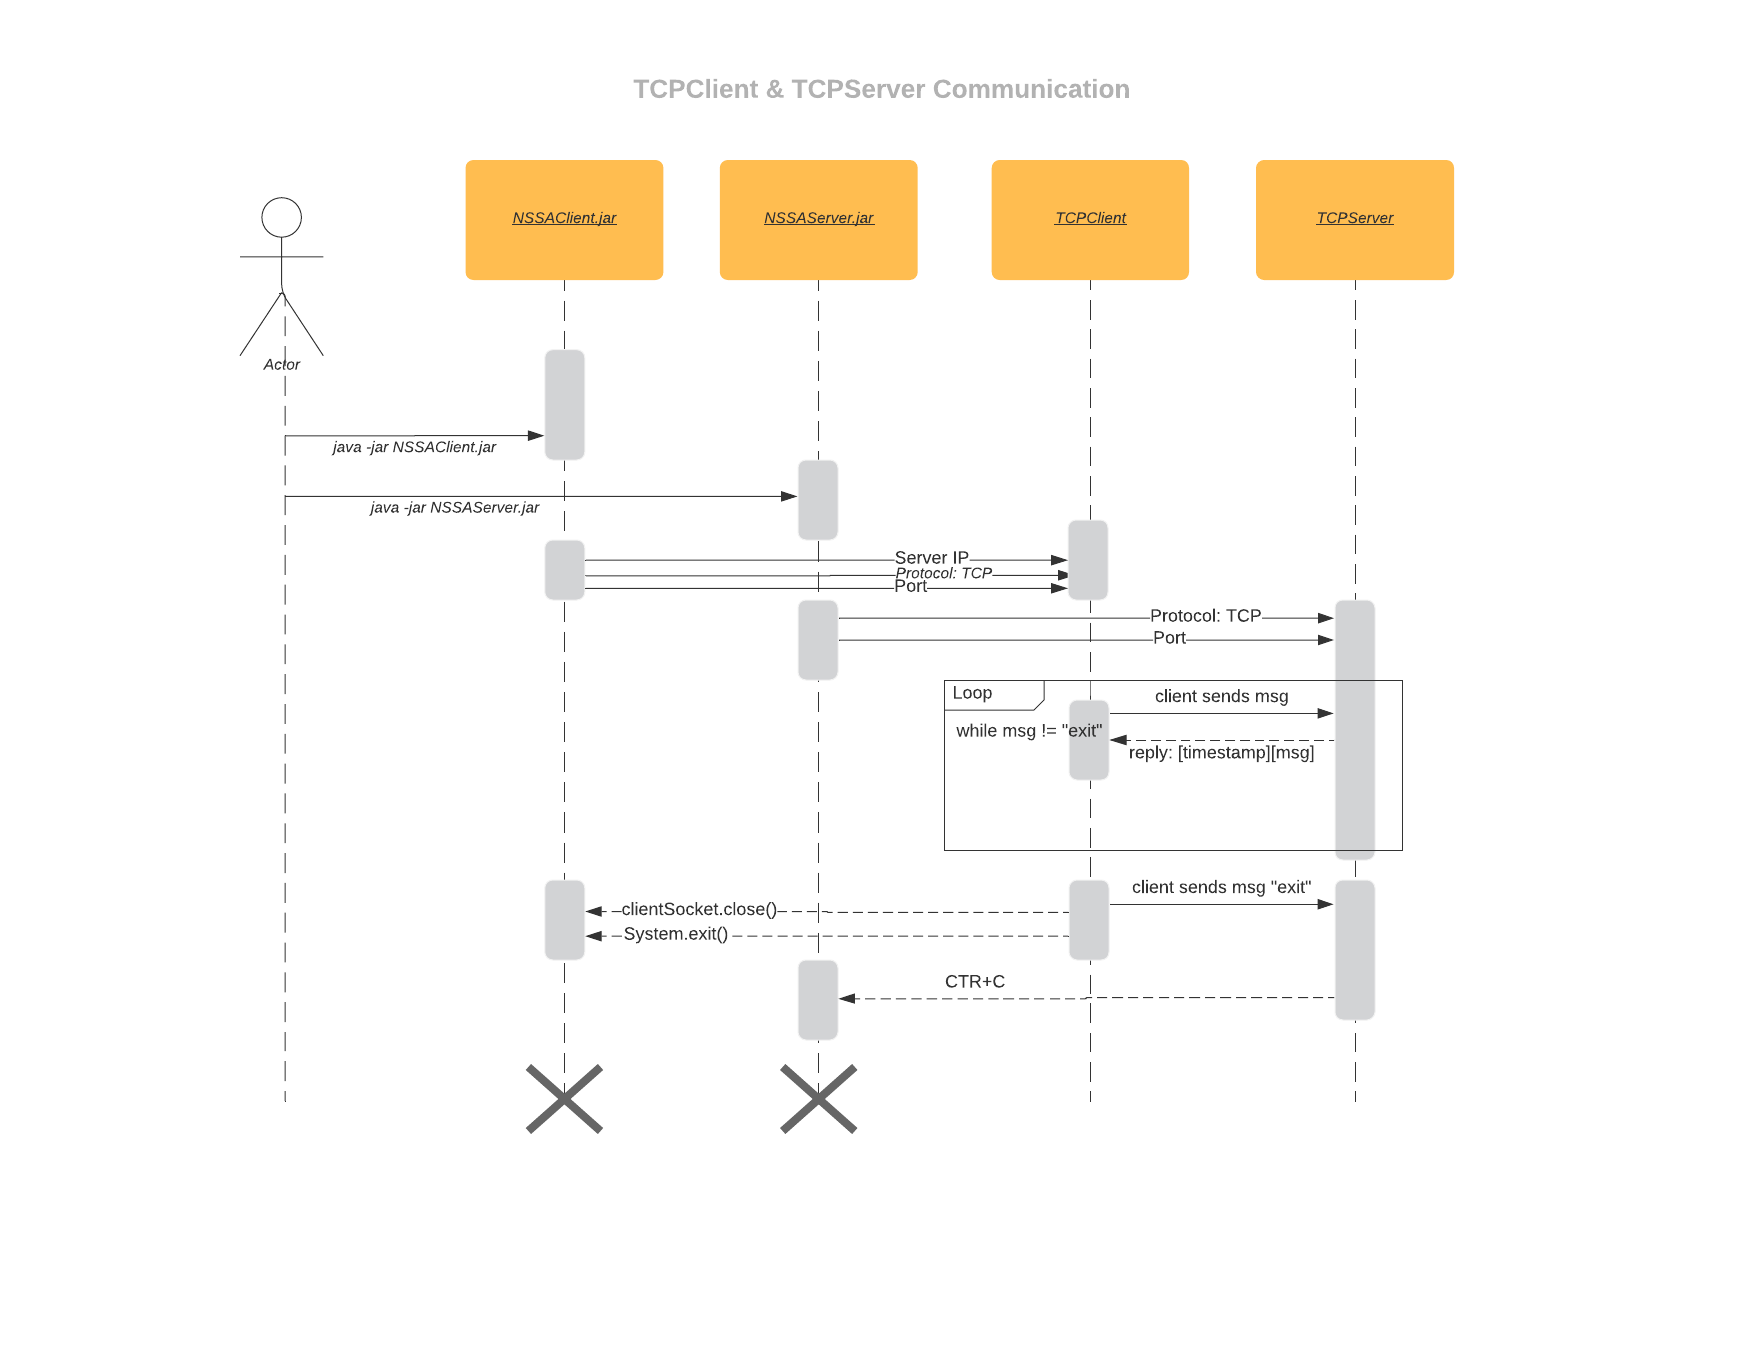 TCPClient & TCPServer Communication
NSSAClient.jar
NSSAServer.jar
TCPClient
TCPServer
Actor
java -jar NSSAClient.jar
java -jar NSSAServer.jar
Server IP
Protocol: TCP
Port
Protocol: TCP
Port
Loop
client sends msg
while msg != "exit"
reply: [timestamp][msg]
client sends msg "exit"
clientSocket.close()
System.exit()
CTR+C